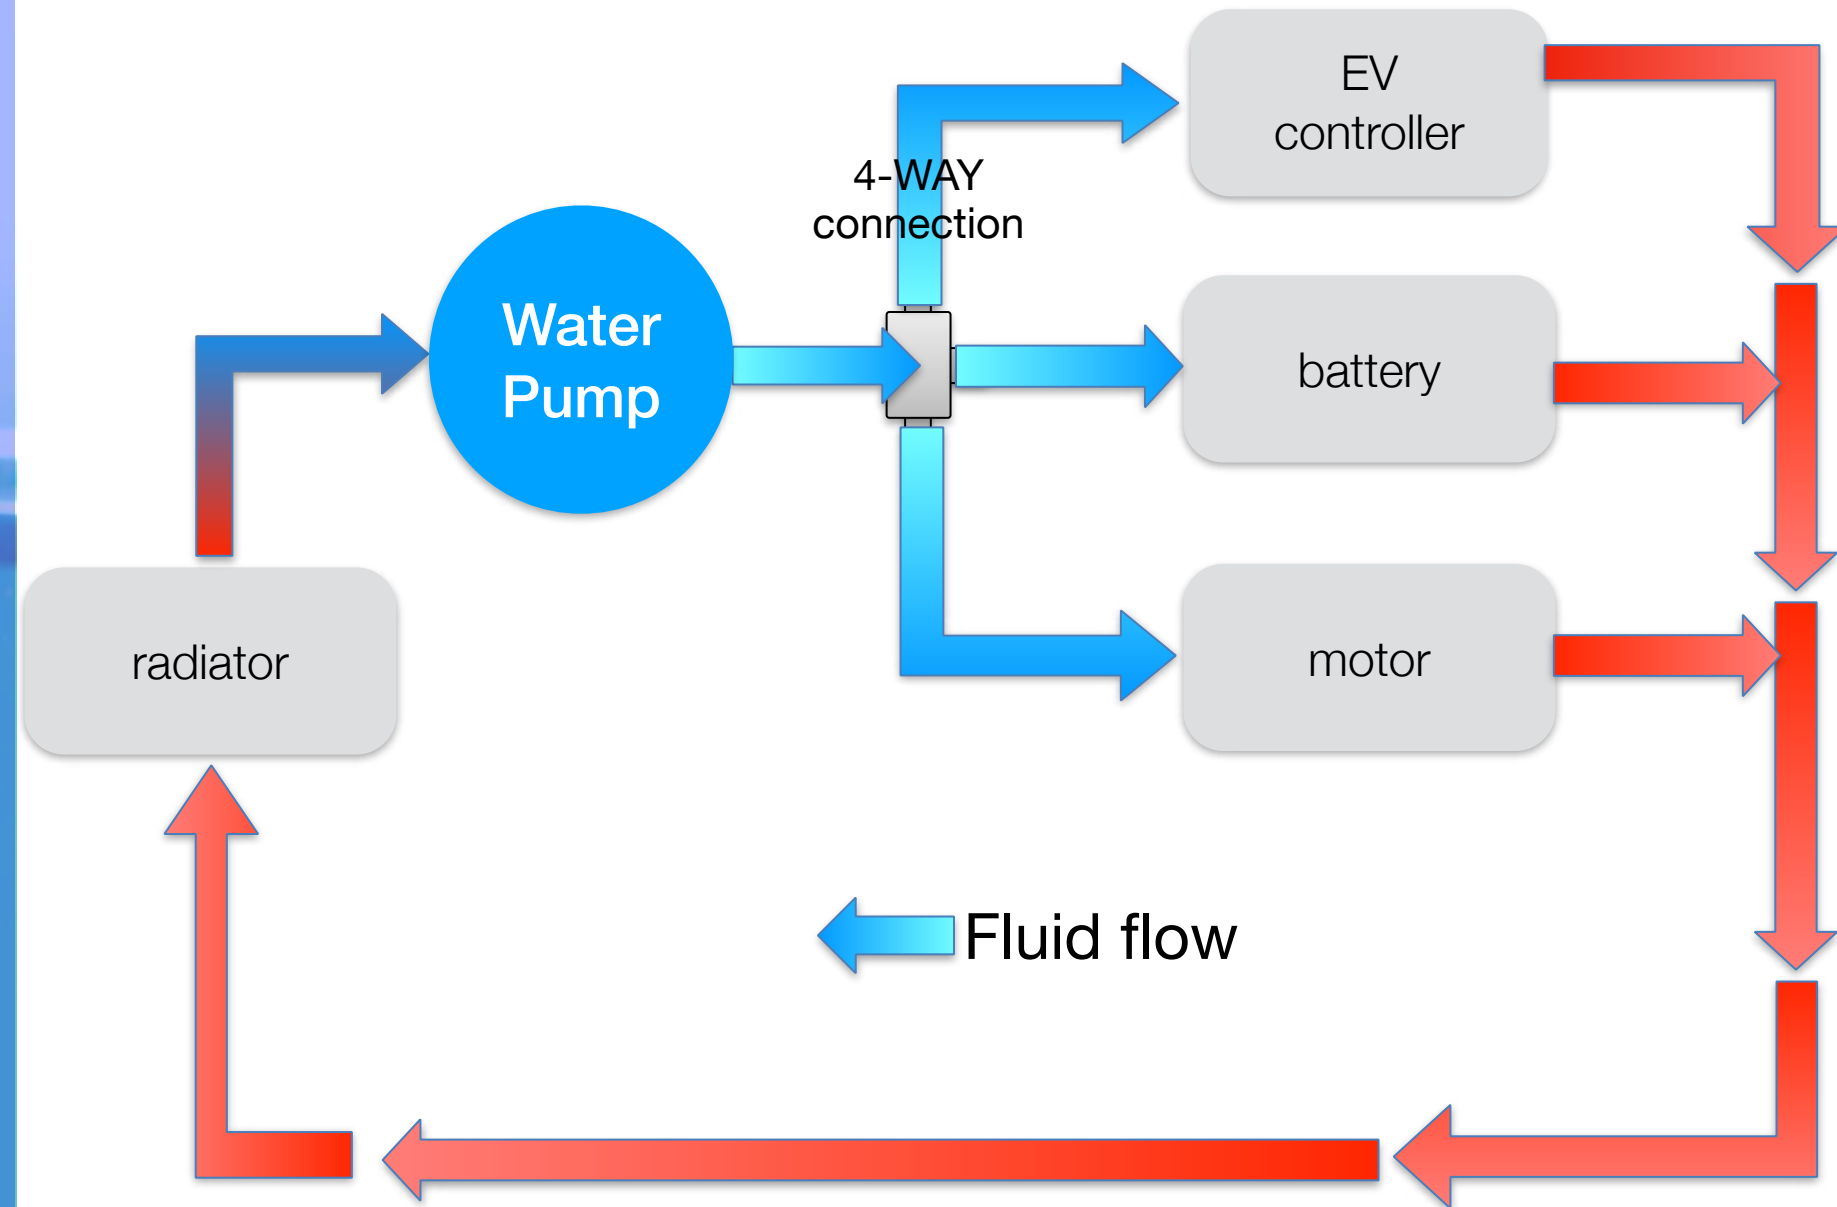 EV
controller
4-WAY
connection
Water
Pump
battery
radiator
motor
Fluid flow